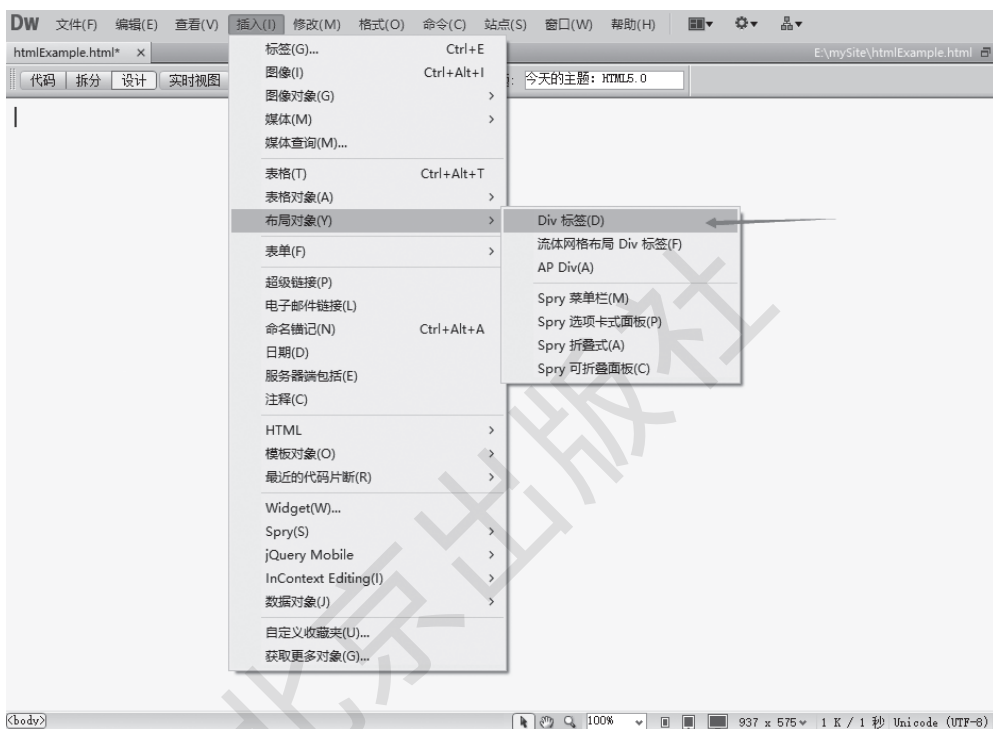 DW 文件(F) 编辑(E) 查看(V) 插入(I) 修改(M) 格式(O) 命令(C) 站点(S) 窗口(W) 帮助(H)
htmlExample.html* × E:\mySite\htmlExample.html
代码 拆分 设计 实时视图 今天的主题: HTML5.0
标签(G)... Ctrl+E
图像(I) Ctrl+Alt+I
图像对象(G)
媒体(M)
媒体查询(M)...
表格(T) Ctrl+Alt+T
表格对象(A)
布局对象(Y)
表单(F)
超级链接(P)
电子邮件链接(L)
命名锚记(N) Ctrl+Alt+A
日期(D)
服务器端包括(E)
注释(C)
HTML
模板对象(O)
最近的代码片断(R)
Widget(W)...
Spry(S)
jQuery Mobile
InContext Editing(I)
数据对象(J)
自定义收藏夹(U)...
获取更多对象(G)...
Div 标签(D)
流体网格布局 Div 标签(F)
AP Div(A)
Spry 菜单栏(M)
Spry 选项卡式面板(P)
Spry 折叠式(A)
Spry 可折叠面板(C)
北京出版社
<body> 100% 937 x 575 1 K / 1 秒 Unicode (UTF-8)